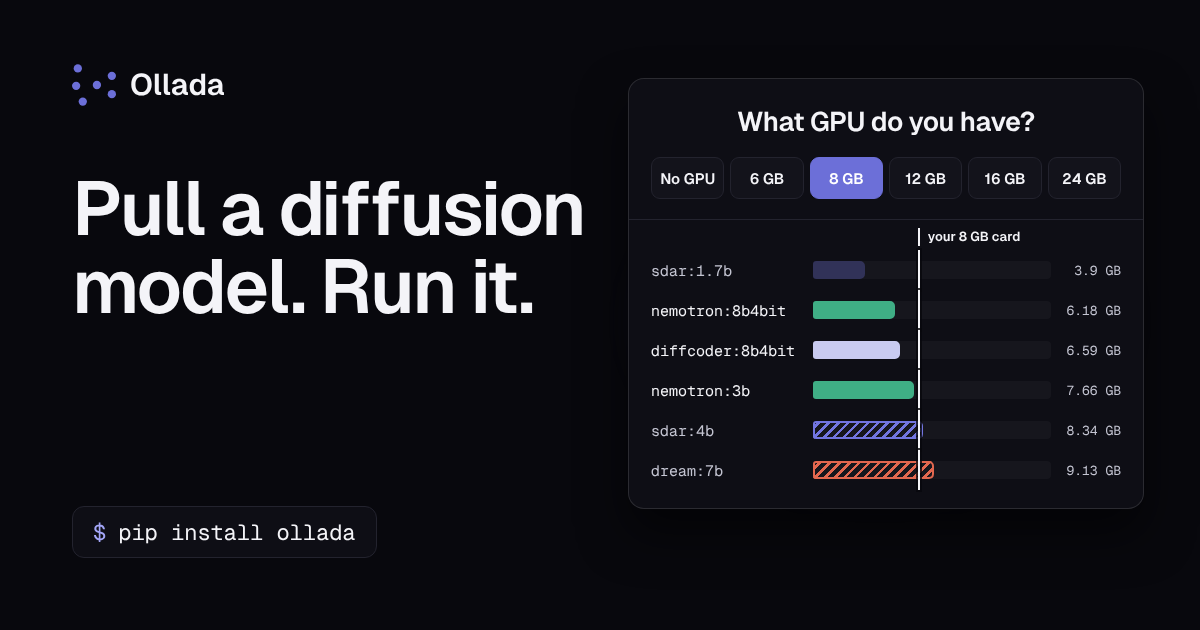 Ollada
Pull a diffusion
model. Run it.
$ pip install ollada
What GPU do you have?
No GPU 6 GB 8 GB 12 GB 16 GB 24 GB
your 8 GB card
sdar:1.7b 3.9 GB
nemotron:8b4bit 6.18 GB
diffcoder:8b4bit 6.59 GB
nemotron:3b 7.66 GB
sdar:4b 8.34 GB
dream:7b 9.13 GB